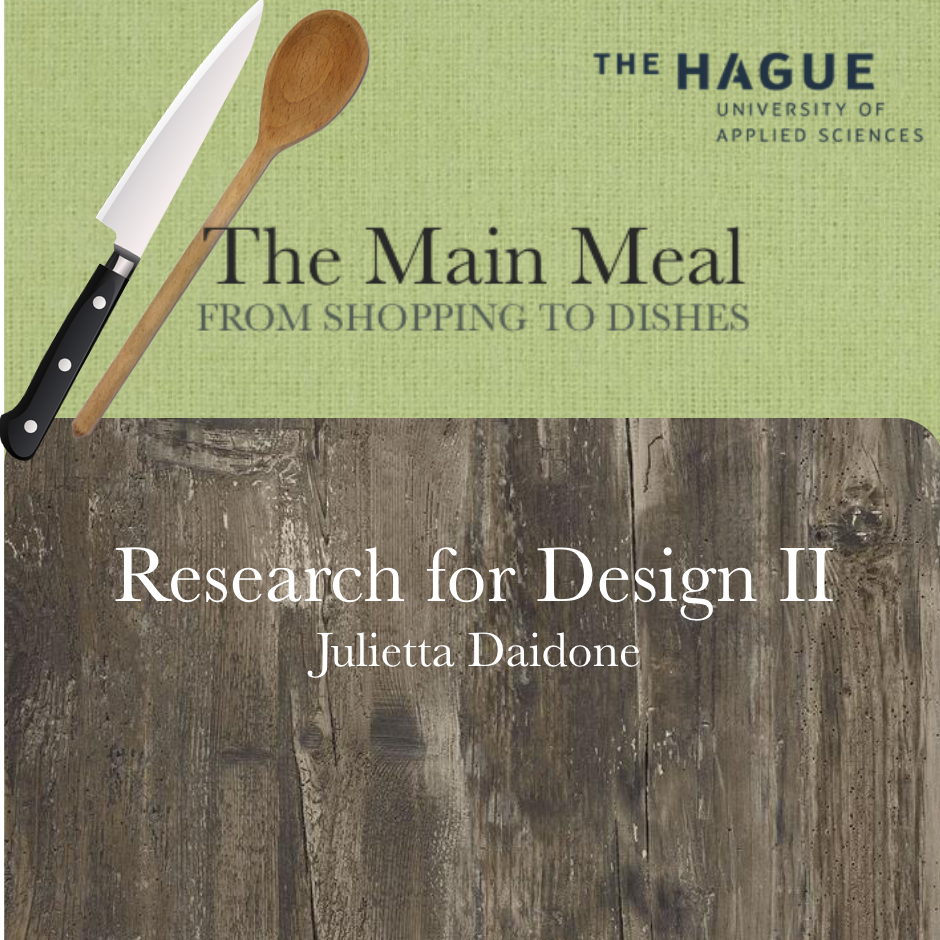 THE HAGUE
UNIVERSITY OF
APPLIED SCIENCES
The Main Meal
FROM SHOPPING TO DISHES
Research for Design II
Julietta Daidone